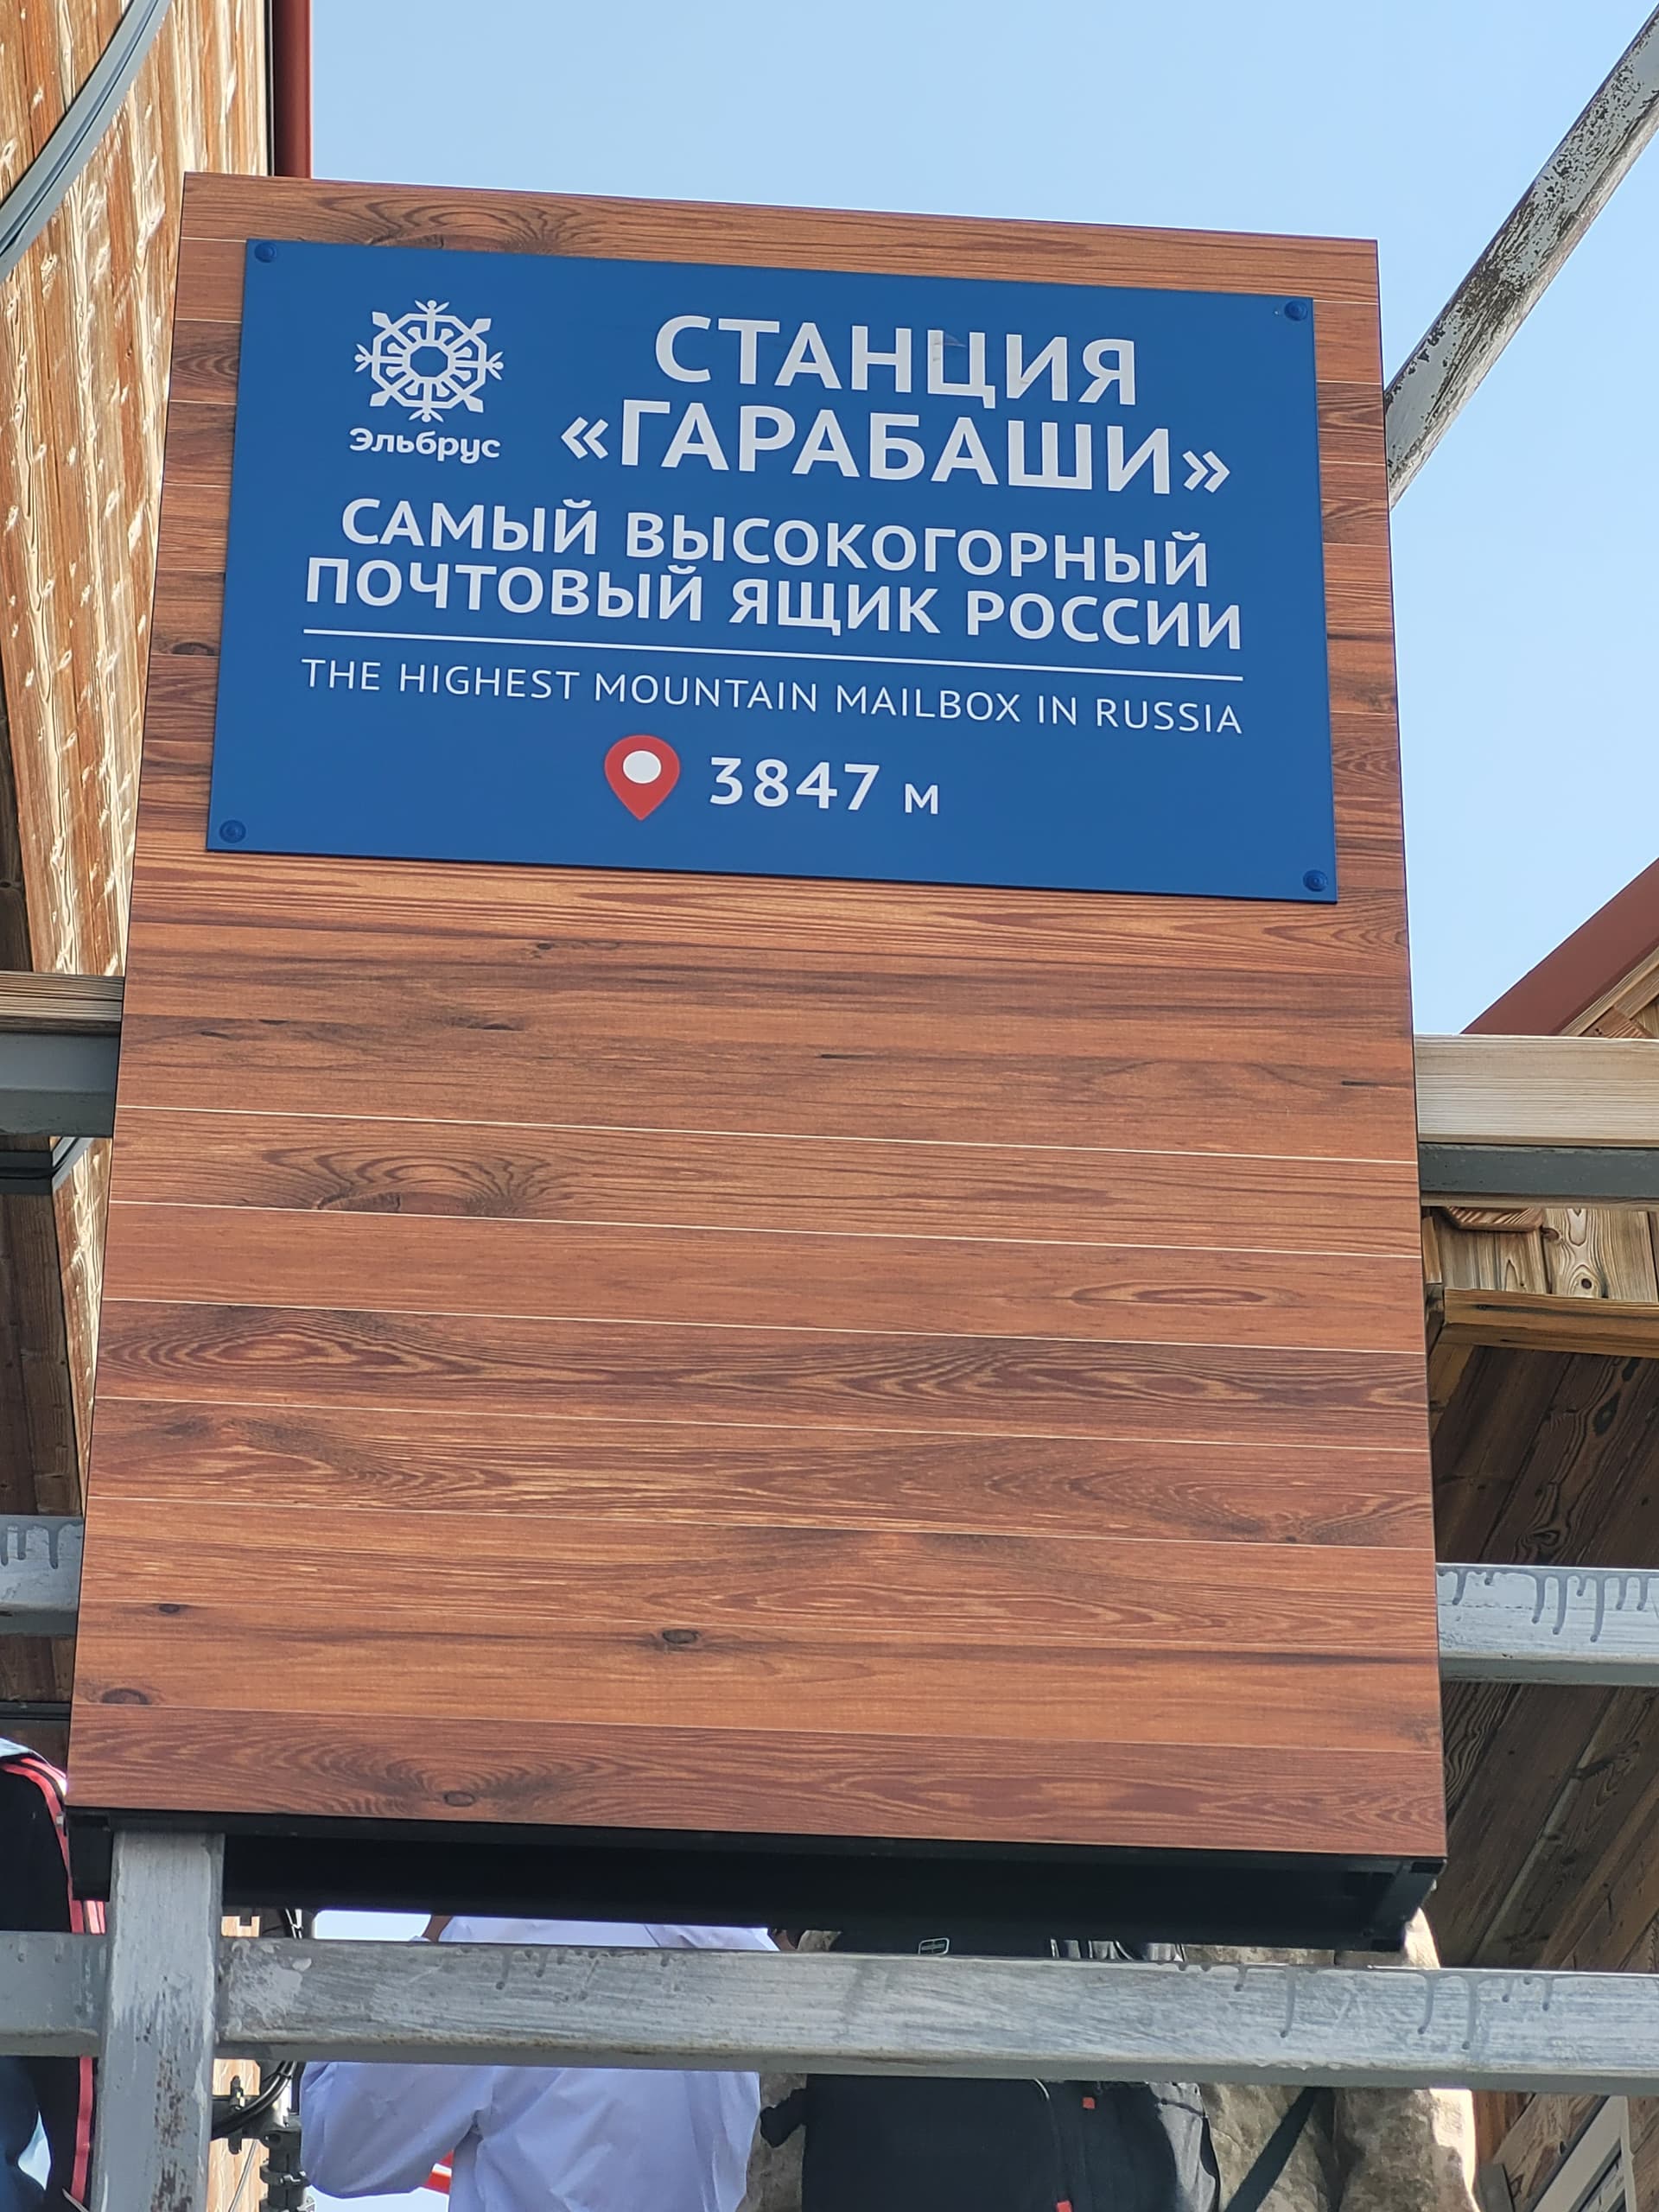 Эльбрус
СТАНЦИЯ
«ГАРАБАШИ»
САМЫЙ ВЫСОКОГОРНЫЙ
ПОЧТОВЫЙ ЯЩИК РОССИИ
THE HIGHEST MOUNTAIN MAILBOX IN RUSSIA
3847 м